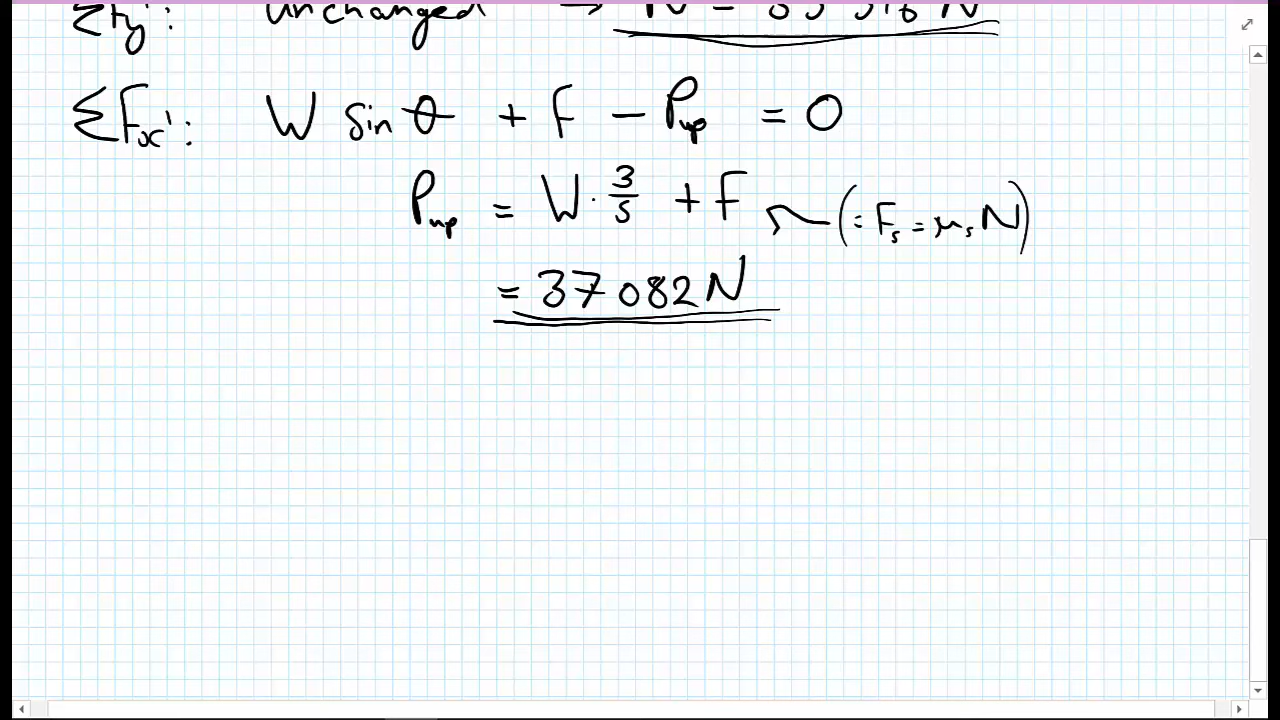 ΣFy': unchanged → N =
ΣFx': W sin θ + F - Pup = 0
Pup = W · 3/5 + F (= Fs = μs N)
= 37 082 N